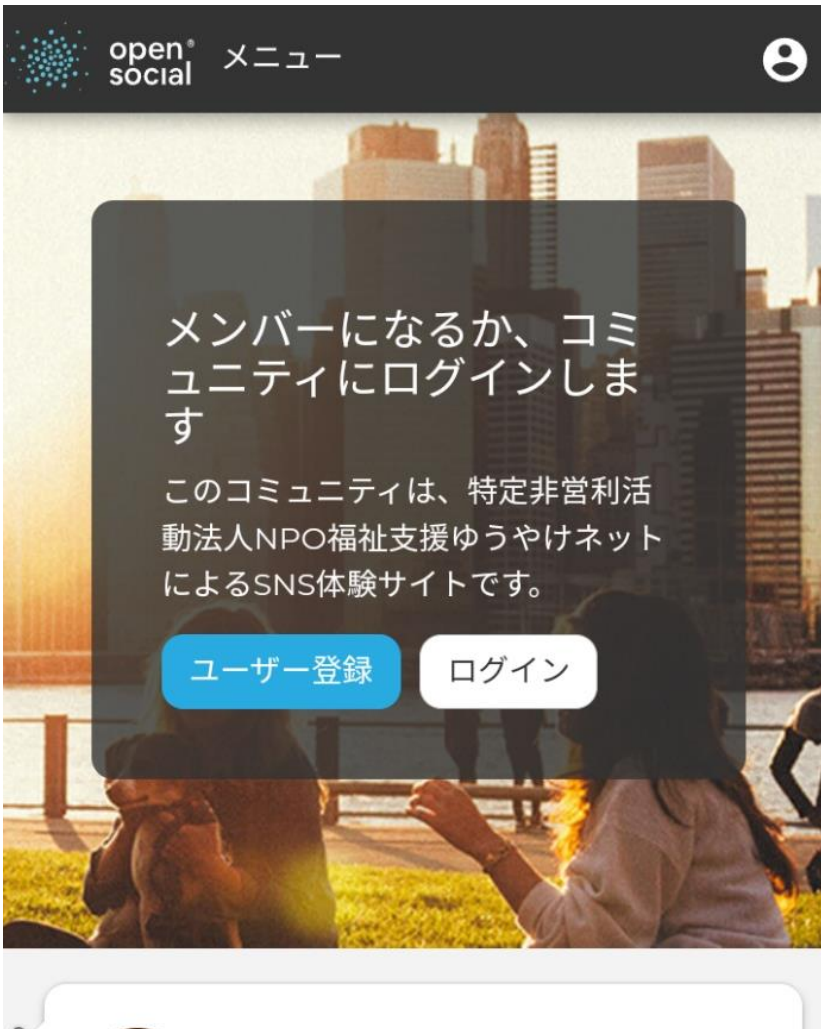 open® メニュー
social
メンバーになるか、コミ
ュニティにログインしま
す
このコミュニティは、特定非営利活
動法人NPO福祉支援ゆうやけネット
によるSNS体験サイトです。
ユーザー登録 ログイン